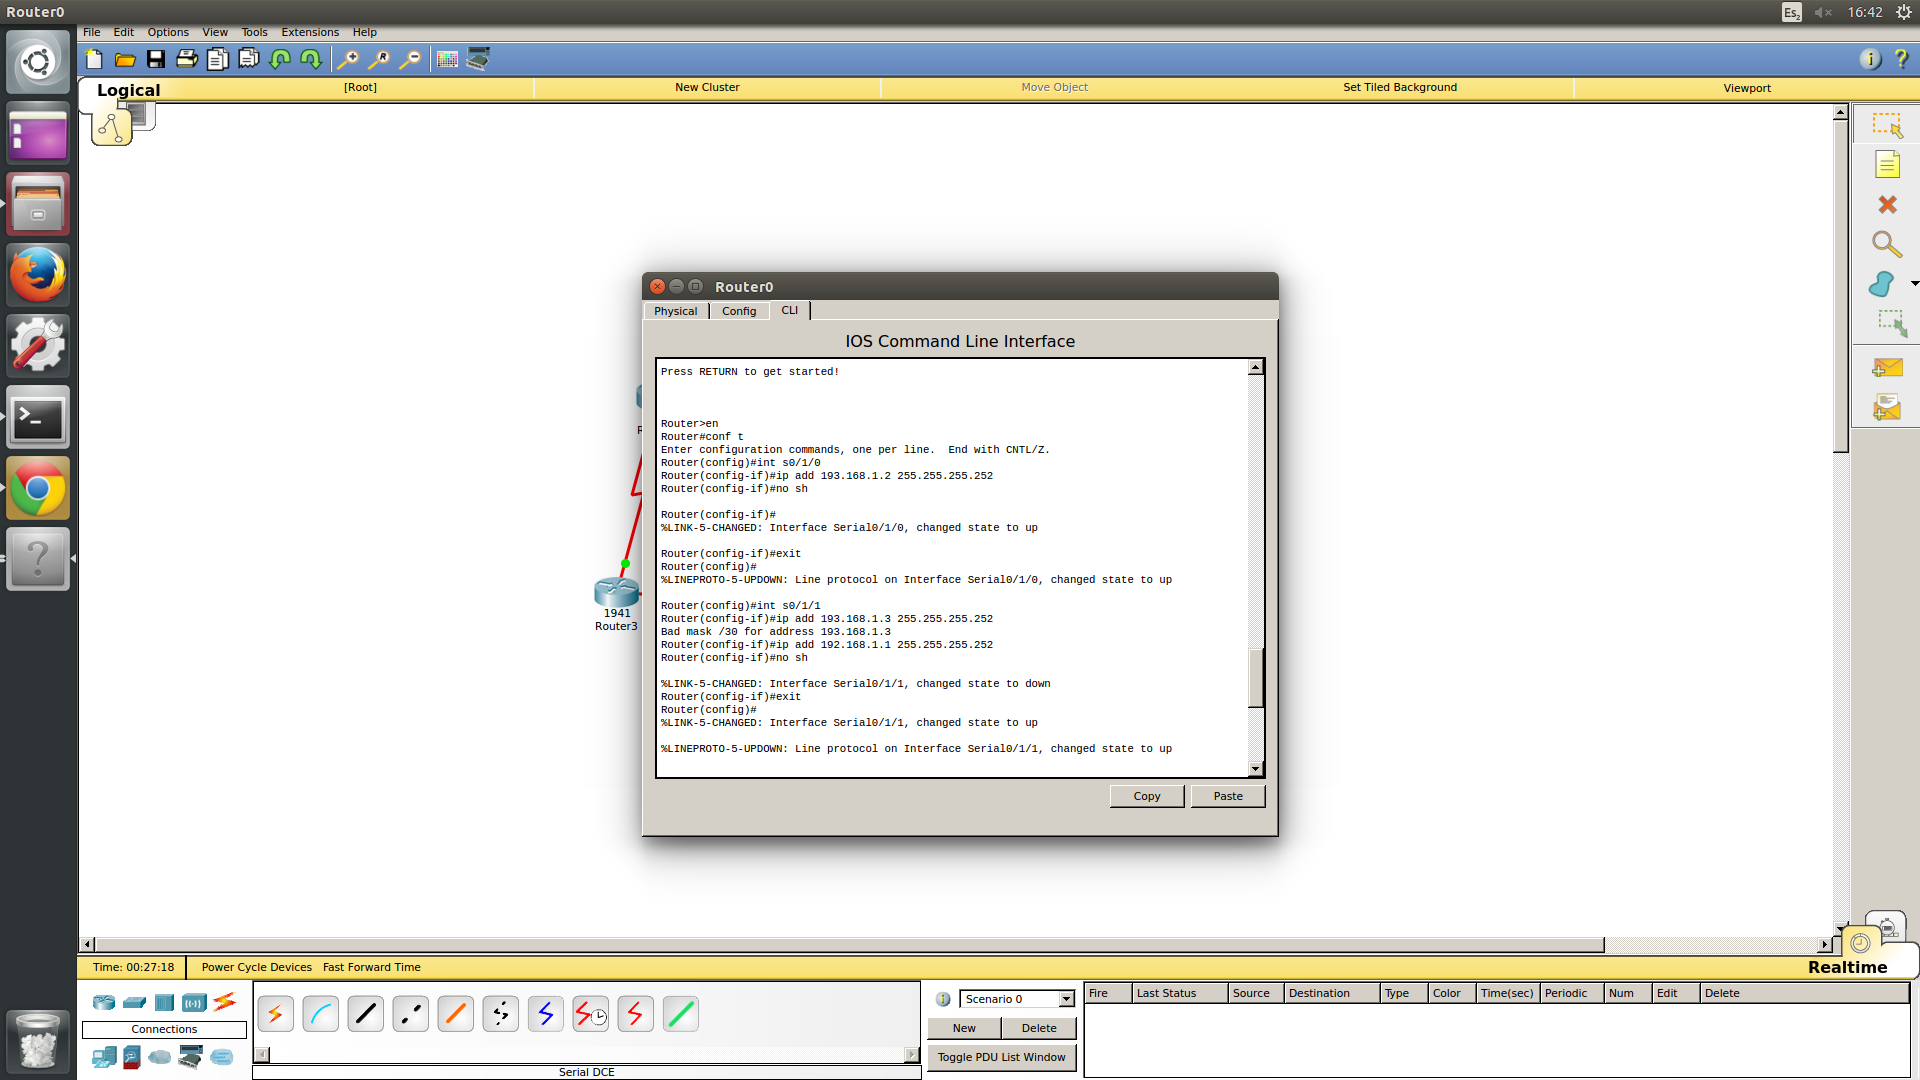 Router0
Es2
16:42
File Edit Options View Tools Extensions Help
Logical
[Root]
New Cluster
Move Object
Set Tiled Background
Viewport
Router0
Physical Config CLI
IOS Command Line Interface
Press RETURN to get started!
Router>en
Router#conf t
Enter configuration commands, one per line.  End with CNTL/Z.
Router(config)#int s0/1/0
Router(config-if)#ip add 193.168.1.2 255.255.255.252
Router(config-if)#no sh
Router(config-if)#
%LINK-5-CHANGED: Interface Serial0/1/0, changed state to up
Router(config-if)#exit
Router(config)#
%LINEPROTO-5-UPDOWN: Line protocol on Interface Serial0/1/0, changed state to up
Router(config)#int s0/1/1
Router(config-if)#ip add 193.168.1.3 255.255.255.252
Bad mask /30 for address 193.168.1.3
Router(config-if)#ip add 192.168.1.1 255.255.255.252
Router(config-if)#no sh
%LINK-5-CHANGED: Interface Serial0/1/1, changed state to down
Router(config-if)#exit
Router(config)#
%LINK-5-CHANGED: Interface Serial0/1/1, changed state to up
%LINEPROTO-5-UPDOWN: Line protocol on Interface Serial0/1/1, changed state to up
Copy Paste
1941
Router3
Time: 00:27:18 Power Cycle Devices Fast Forward Time
Realtime
Connections
Serial DCE
Scenario 0
New Delete
Toggle PDU List Window
Fire Last Status Source Destination Type Color Time(sec) Periodic Num Edit Delete